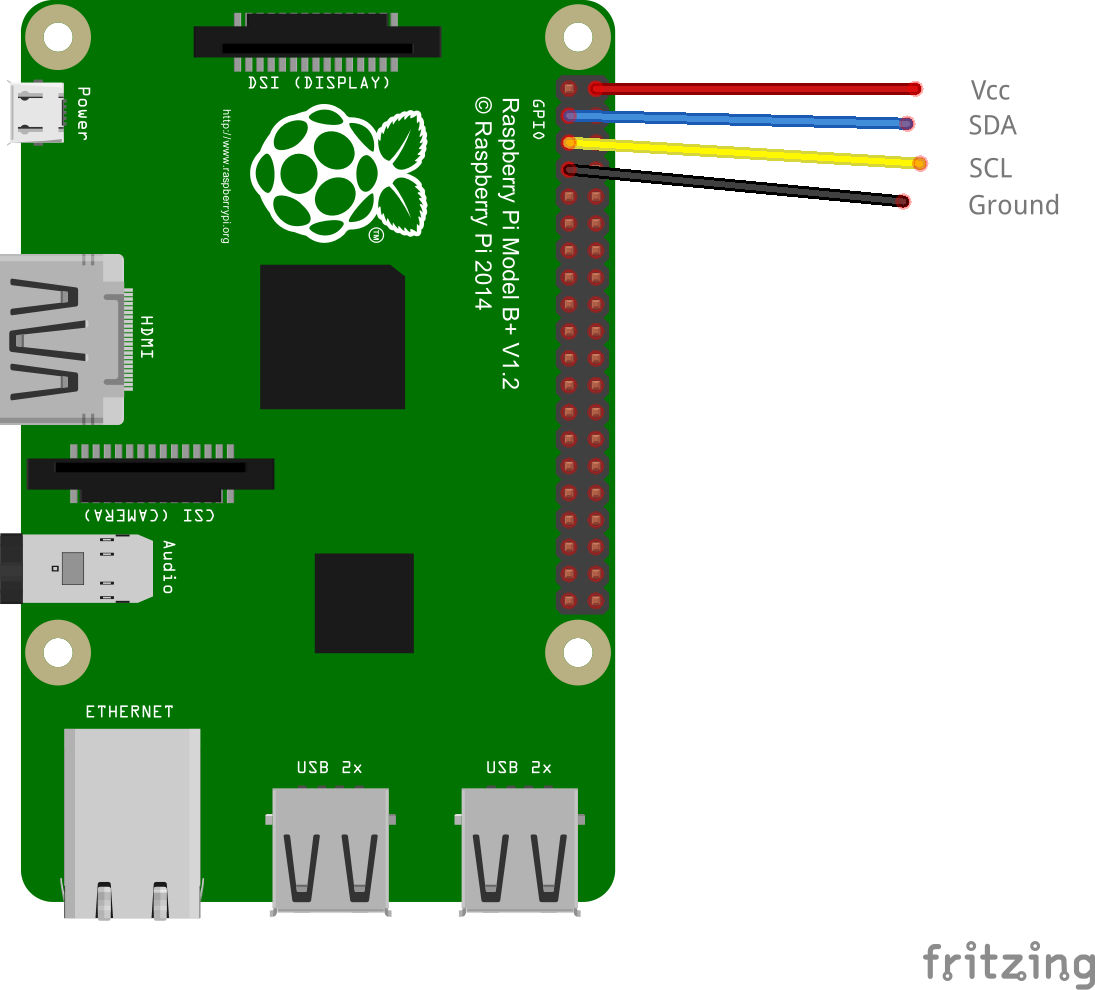 DSI (DISPLAY)
Power
http://www.raspberrypi.org
TM
GPIO
Raspberry Pi Model B+ V1.2
© Raspberry Pi 2014
Vcc
SDA
SCL
Ground
HDMI
CSI (CAMERA)
Audio
ETHERNET
USB 2x
USB 2x
fritzing